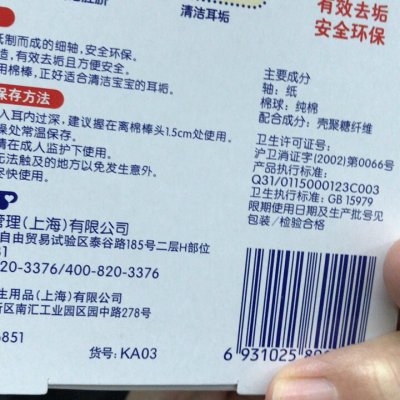 清洁耳垢
有效去垢
安全环保
纸制而成的细轴,安全环保
造,有效去垢且方便安全。
用棉棒,正好适合清洁宝宝的耳垢。
保存方法
入耳内过深,建议握在离棉棒头1.5cm处使用。
燥处常温保存。
请在成人监护下使用。
无法触及的地方以免发生意外。
尽快使用。
主要成分
轴:纸
棉球:纯棉
配合成分:壳聚糖纤维
卫生许可证号:
沪卫消证字(2002)第0066号
产品执行标准:
Q31/0115000123C003
卫生执行标准:GB 15979
限期使用日期及生产批号见
包装/检验合格
管理(上海)有限公司
自由贸易试验区泰谷路185号二层H部位
820-3376/400-820-3376
生用品(上海)有限公司
新区南汇工业园区园中路278号
6851
货号:KA03
6 931025 80